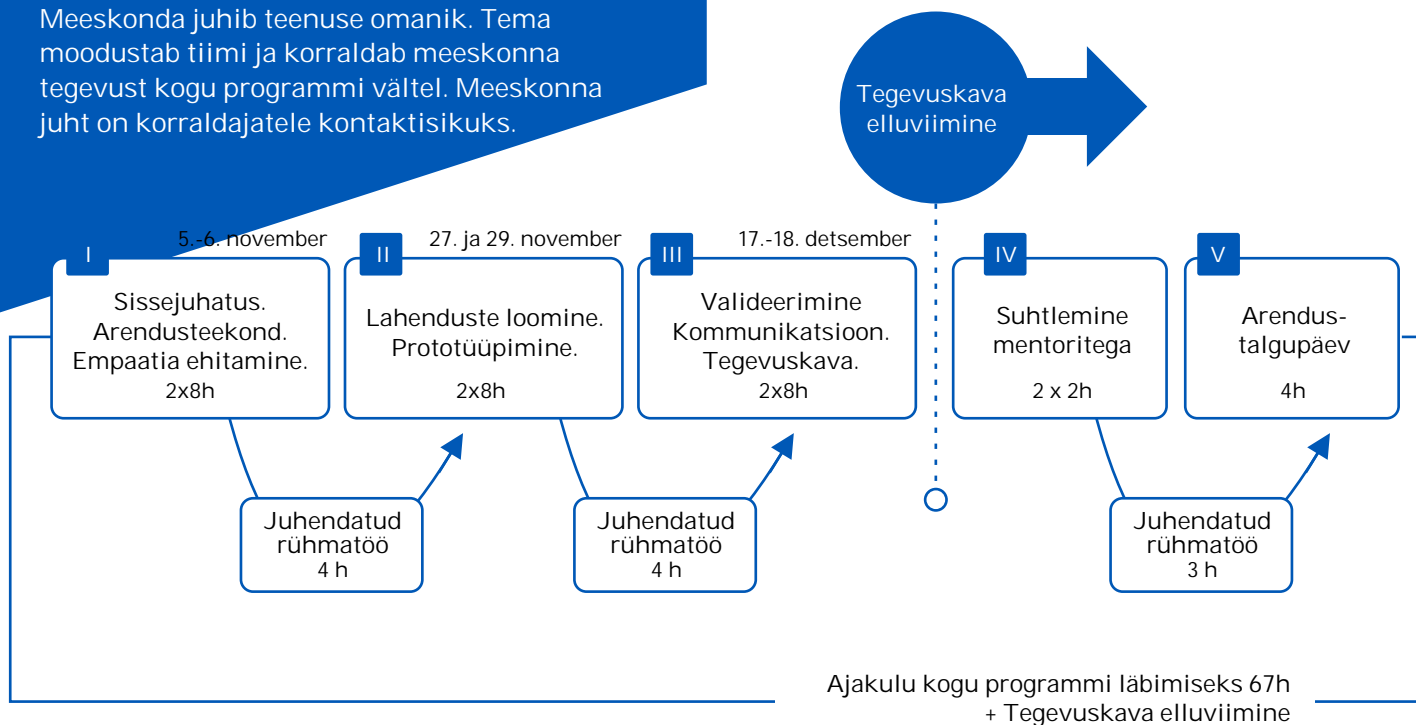 Meeskonda juhib teenuse omanik. Tema
moodustab tiimi ja korraldab meeskonna
tegevust kogu programmi vältel. Meeskonna
juht on korraldajatele kontaktisikuks.
Tegevuskava
elluviimine
I
5.-6. november
Sissejuhatus.
Arendusteekond.
Empaatia ehitamine.
2x8h
II
27. ja 29. november
Lahenduste loomine.
Prototüüpimine.
2x8h
III
17.-18. detsember
Valideerimine
Kommunikatsioon.
Tegevuskava.
2x8h
IV
Suhtlemine
mentoritega
2 x 2h
V
Arendus-
talgupäev
4h
Juhendatud
rühmatöö
4 h
Juhendatud
rühmatöö
4 h
Juhendatud
rühmatöö
3 h
Ajakulu kogu programmi läbimiseks 67h
+ Tegevuskava elluviimine